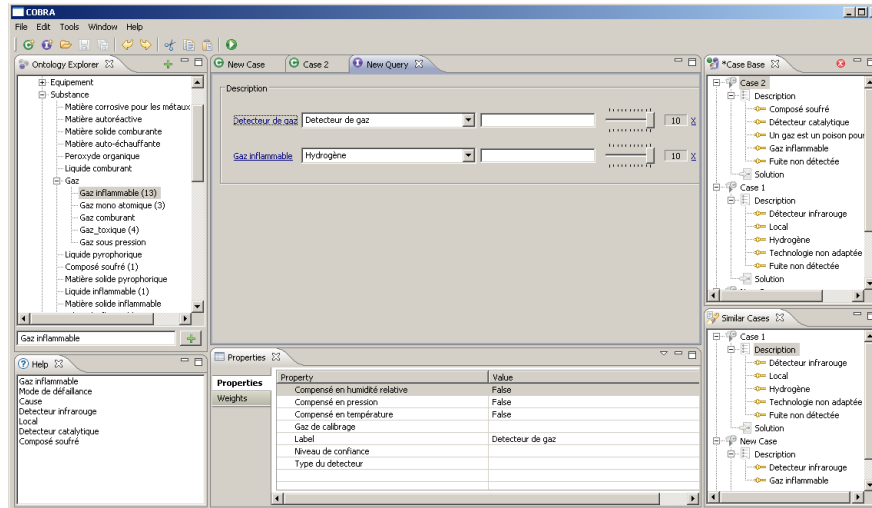 COBRA
File Edit Tools Window Help
Ontology Explorer
Equipement
Substance
Matière corrosive pour les métaux
Matière autoréactive
Matière solide comburante
Matière auto-échauffante
Peroxyde organique
Liquide comburant
Gaz
Gaz inflammable (13)
Gaz mono atomique (3)
Gaz comburant
Gaz_toxique (4)
Gaz sous pression
Liquide pyrophorique
Composé soufré (1)
Matière solide pyrophorique
Liquide inflammable (1)
Matière solide inflammable
Gaz inflammable
Help
Gaz inflammable
Mode de défaillance
Cause
Detecteur infrarouge
Local
Detecteur catalytique
Composé soufré
New Case Case 2 New Query
Description
Detecteur de gaz Detecteur de gaz 10 X
Gaz inflammable Hydrogène 10 X
Properties
Properties
Weights
Property Value
Compensé en humidité relative False
Compensé en pression False
Compensé en température False
Gaz de calibrage
Label Detecteur de gaz
Niveau de confiance
Type du detecteur
*Case Base
Case 2
Description
Composé soufré
Détecteur catalytique
Un gaz est un poison pour
Gaz inflammable
Fuite non détectée
Solution
Case 1
Description
Détecteur infrarouge
Local
Hydrogène
Technologie non adaptée
Fuite non détectée
Solution
Similar Cases
Case 1
Description
Détecteur infrarouge
Local
Hydrogène
Technologie non adaptée
Fuite non détectée
Solution
New Case
Description
Detecteur infrarouge
Gaz inflammable